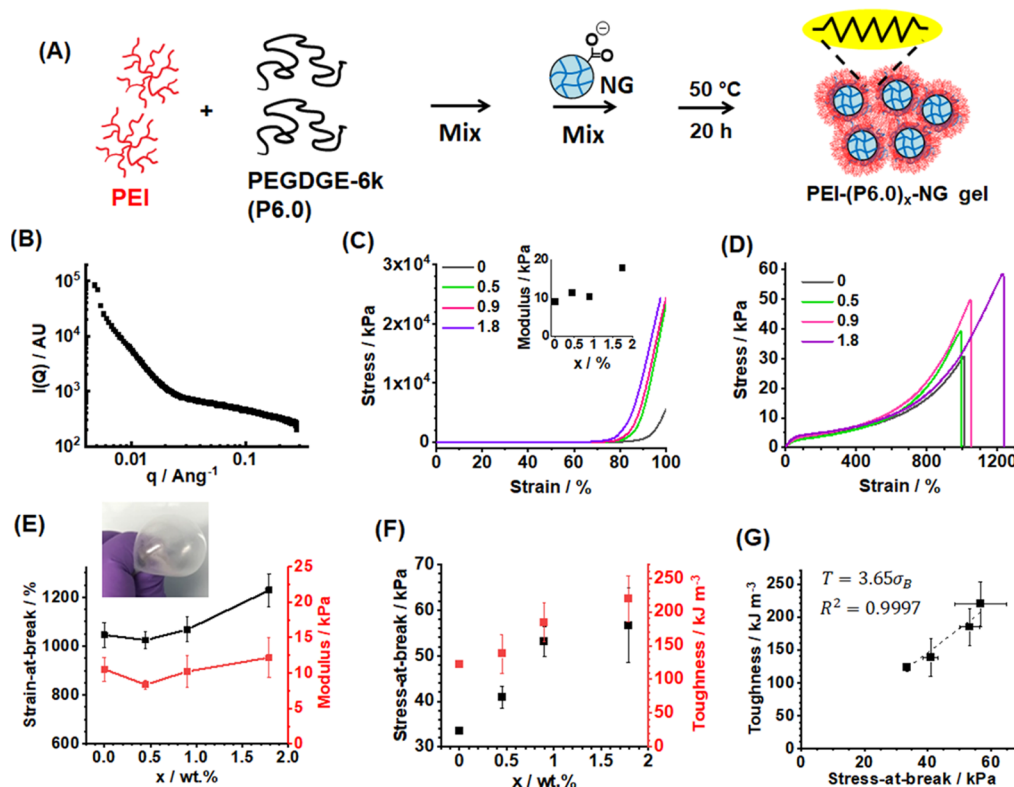 (A)
PEI
+
PEGDGE-6k
(P6.0)
Mix
O
⊖
O
NG
Mix
50 °C
20 h
PEI-(P6.0)x-NG gel
(B)
10^5
10^4
10^3
10^2
I(Q) / AU
0.01
0.1
q / Ang^-1
(C)
3x10^4
2x10^4
1x10^4
0
Stress / kPa
0
0.5
0.9
1.8
20
10
0
Modulus / kPa
0 0.5 1 1.5 2
x / %
0 20 40 60 80 100
Strain / %
(D)
60
50
40
30
20
10
0
Stress / kPa
0
0.5
0.9
1.8
0 400 800 1200
Strain / %
(E)
1200
1000
800
600
Strain-at-break / %
25
20
15
10
5
0
Modulus / kPa
0.0 0.5 1.0 1.5 2.0
x / wt.%
(F)
70
60
50
40
30
Stress-at-break / kPa
250
200
150
100
50
0
Toughness / kJ m^-3
0 0.5 1 1.5 2
x / wt.%
(G)
250
200
150
100
50
0
Toughness / kJ m^-3
T = 3.65σB
R^2 = 0.9997
0 20 40 60
Stress-at-break / kPa